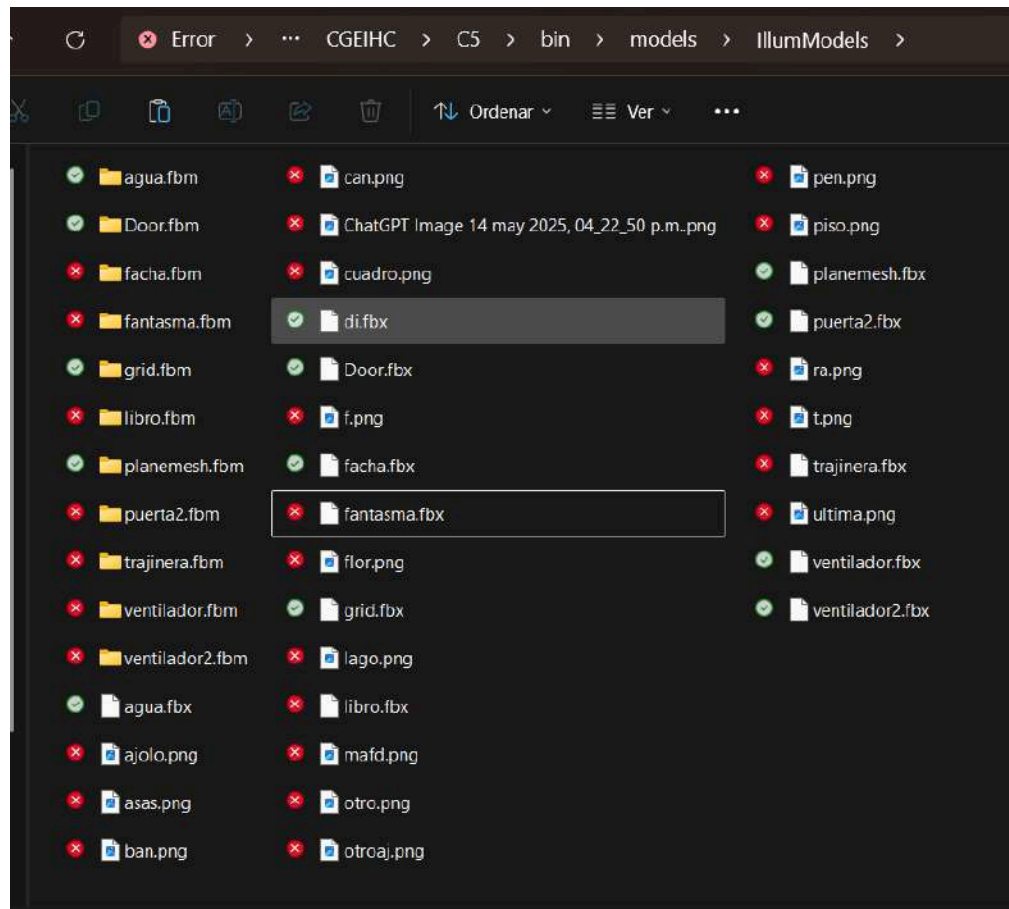 Error > ... CGEIHC > C5 > bin > models > IllumModels >
Ordenar Ver ...
agua.fbm
Door.fbm
facha.fbm
fantasma.fbm
grid.fbm
libro.fbm
planemesh.fbm
puerta2.fbm
trajinera.fbm
ventilador.fbm
ventilador2.fbm
agua.fbx
ajolo.png
asas.png
ban.png
can.png
ChatGPT Image 14 may 2025, 04_22_50 p.m..png
cuadro.png
di.fbx
Door.fbx
f.png
facha.fbx
fantasma.fbx
flor.png
grid.fbx
lago.png
libro.fbx
mafd.png
otro.png
otroaj.png
pen.png
piso.png
planemesh.fbx
puerta2.fbx
ra.png
t.png
trajinera.fbx
ultima.png
ventilador.fbx
ventilador2.fbx